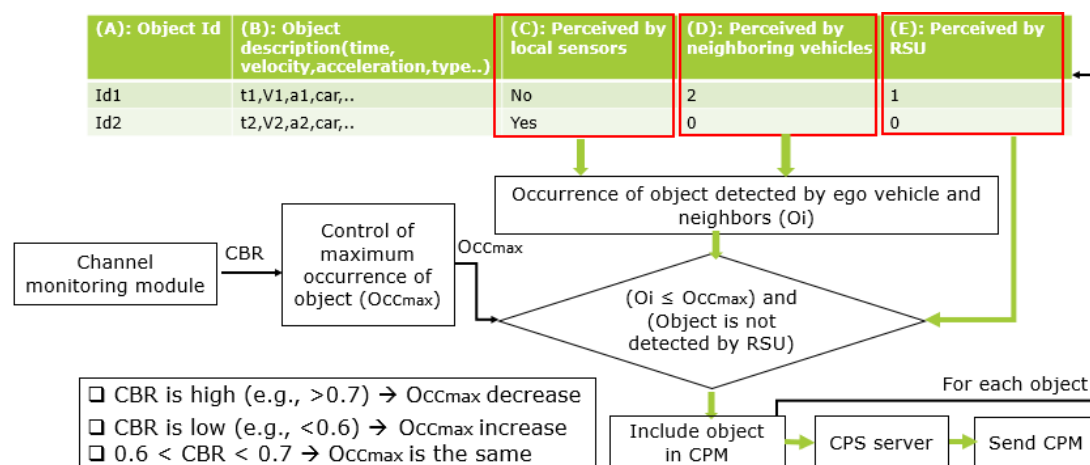 (A): Object Id
(B): Object
description(time,
velocity,acceleration,type..)
(C): Perceived by
local sensors
(D): Perceived by
neighboring vehicles
(E): Perceived by
RSU
Id1
t1,V1,a1,car,..
No
2
1
Id2
t2,V2,a2,car,..
Yes
0
0
Occurrence of object detected by ego vehicle and
neighbors (Oi)
Channel
monitoring module
CBR
Control of
maximum
occurrence of
object (Occmax)
Occmax
(Oi ≤ Occmax) and
(Object is not
detected by RSU)
❑ CBR is high (e.g., >0.7) → Occmax decrease
❑ CBR is low (e.g., <0.6) → Occmax increase
❑ 0.6 < CBR < 0.7 → Occmax is the same
For each object
Include object
in CPM
CPS server
Send CPM